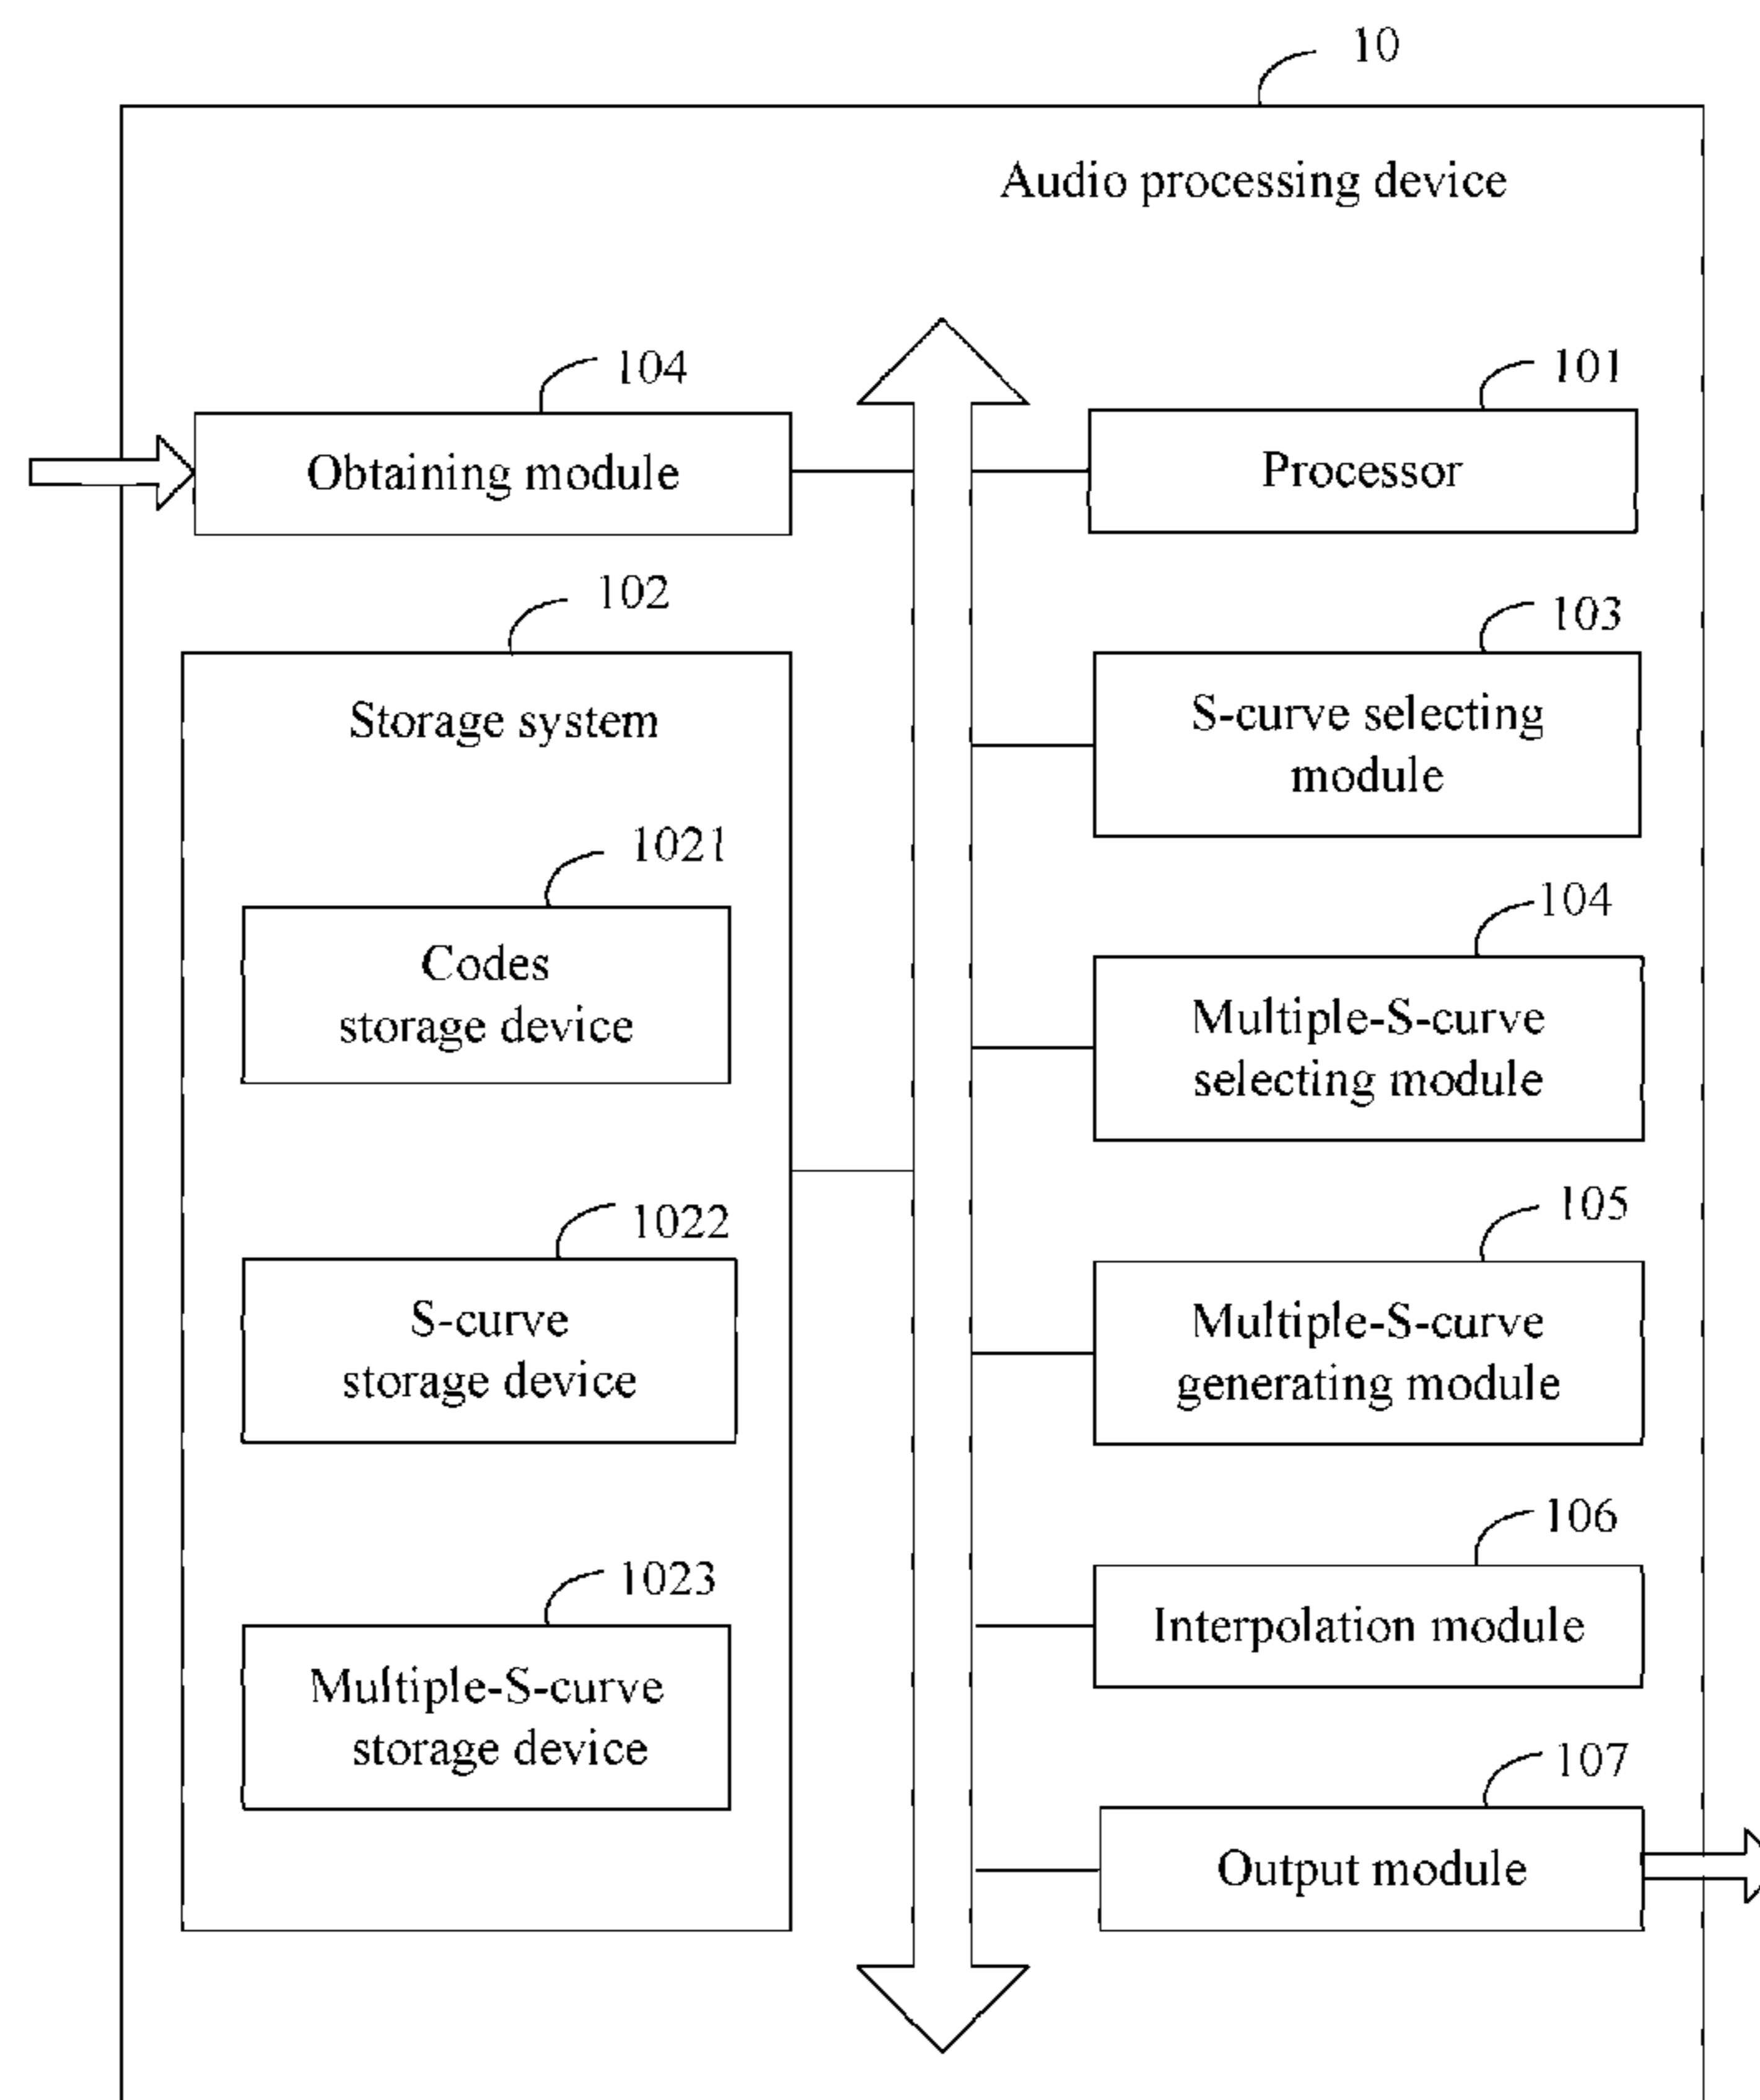 10
Audio processing device
104
Obtaining module
101
Processor
102
Storage system
1021
Codes
storage device
1022
S-curve
storage device
1023
Multiple-S-curve
storage device
103
S-curve selecting
module
104
Multiple-S-curve
selecting module
105
Multiple-S-curve
generating module
106
Interpolation module
107
Output module